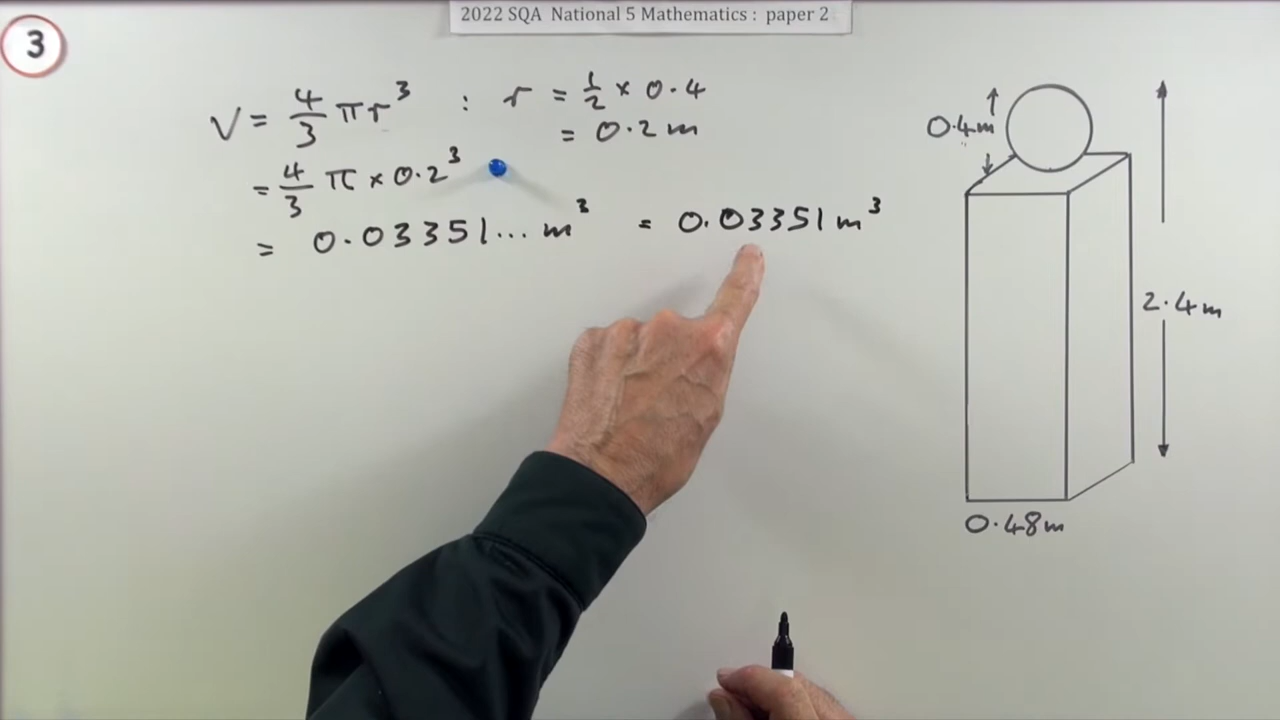 2022 SQA National 5 Mathematics : paper 2
3
V = 4/3 πr³ : r = 1/2 × 0.4
= 0.2 m
= 4/3 π × 0.2³
= 0.03351... m³ = 0.03351 m³
0.4m
2.4m
0.48m